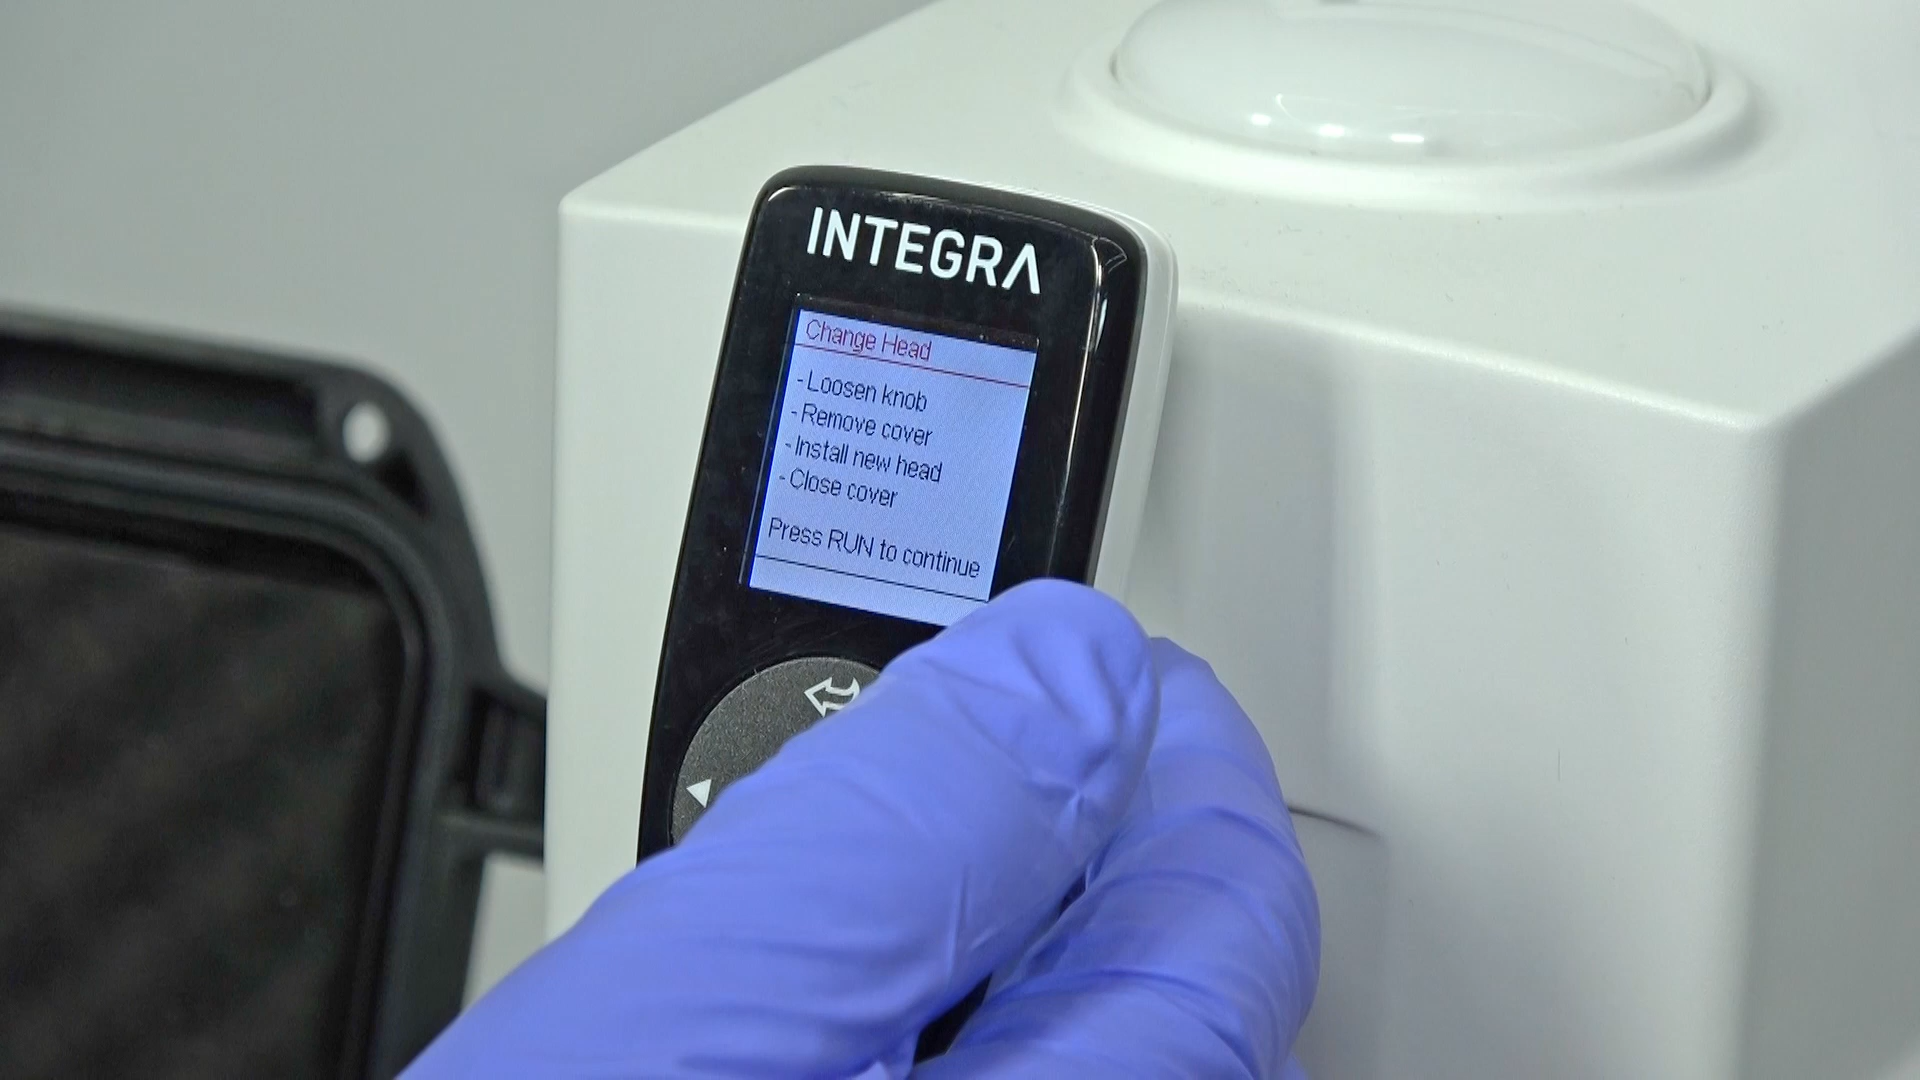 INTEGRA
Change Head
-Loosen knob
-Remove cover
-Install new head
-Close cover
Press RUN to continue